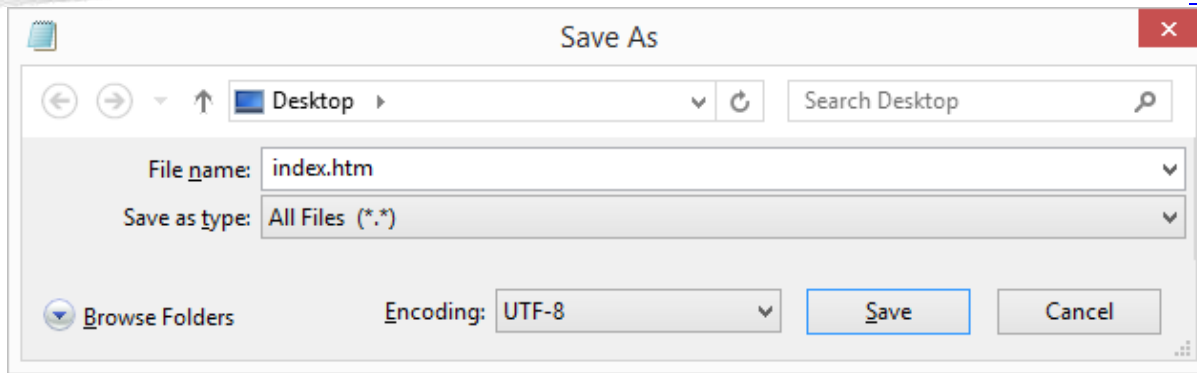 Save As
Desktop
Search Desktop
File name: index.htm
Save as type: All Files (*.*)
Browse Folders Encoding: UTF-8 Save Cancel